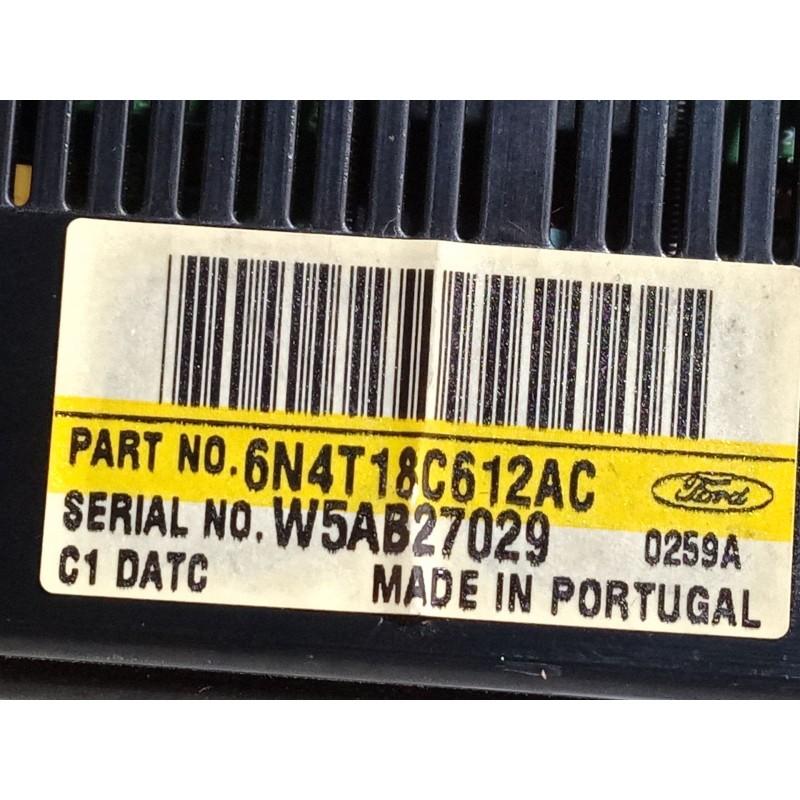 PART NO. 6N4T18C612AC Ford
SERIAL NO. W5AB27029 0259A
C1 DATC MADE IN PORTUGAL